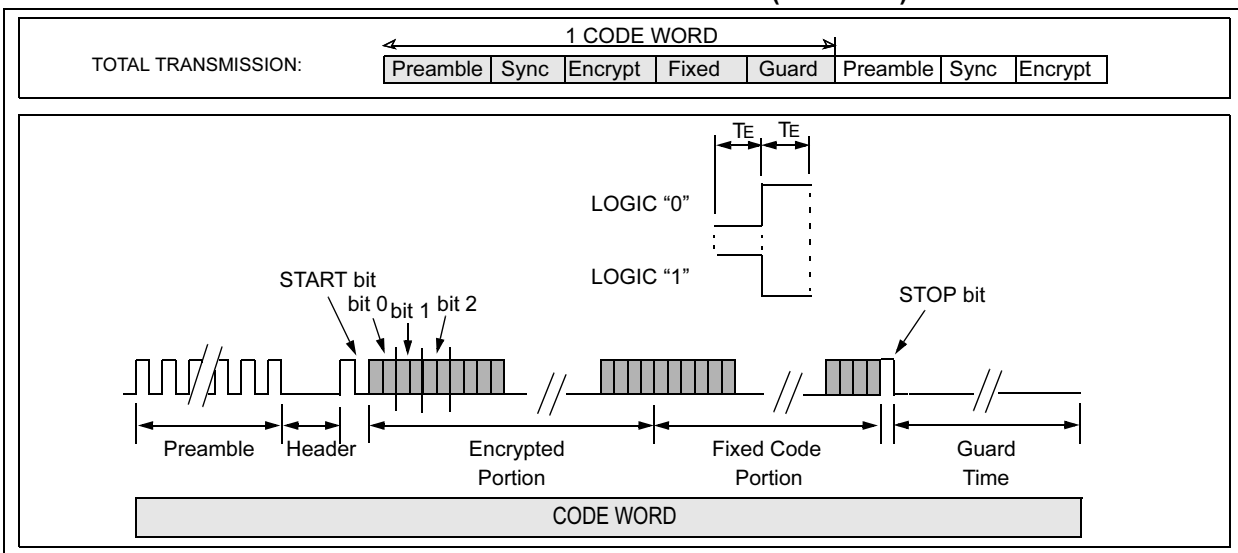 1 CODE WORD
TOTAL TRANSMISSION: Preamble Sync Encrypt Fixed Guard Preamble Sync Encrypt
TE TE
LOGIC “0”
LOGIC “1”
START bit
bit 0 bit 1 bit 2
STOP bit
Preamble Header Encrypted Portion Fixed Code Portion Guard Time
CODE WORD